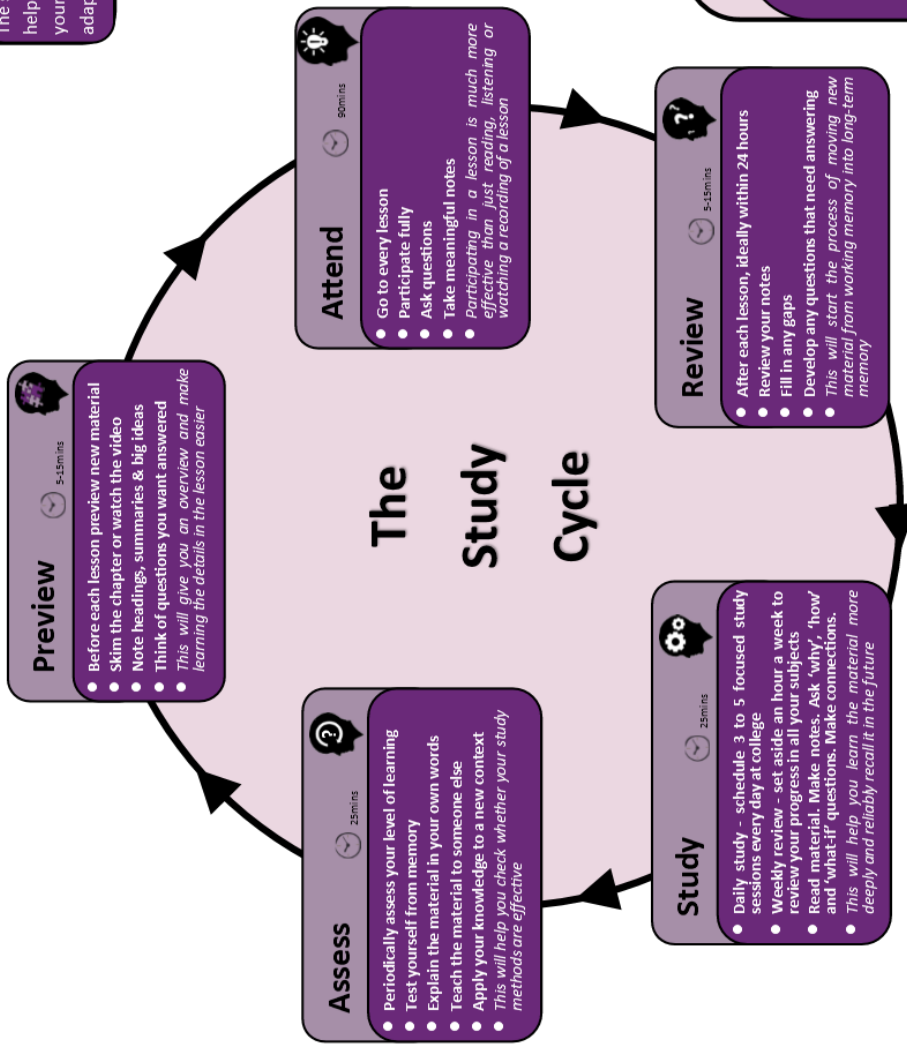 Preview
5-15mins
Before each lesson preview new material
Skim the chapter or watch the video
Note headings, summaries & big ideas
Think of questions you want answered
This will give you an overview and make
learning the details in the lesson easier
The
help
your
adap
Attend
90mins
Go to every lesson
Participate fully
Ask questions
Take meaningful notes
Participating in a lesson is much more
effective than just reading, listening or
watching a recording of a lesson
Review
5-15mins
After each lesson, ideally within 24 hours
Review your notes
Fill in any gaps
Develop any questions that need answering
This will start the process of moving new
material from working memory into long-term
memory
Study
25mins
Daily study - schedule 3 to 5 focused study
sessions every day at college
Weekly review - set aside an hour a week to
review your progress in all your subjects
Read material. Make notes. Ask ‘why’, ‘how’
and ‘what-if’ questions. Make connections.
This will help you learn the material more
deeply and reliably recall it in the future
Assess
25mins
Periodically assess your level of learning
Test yourself from memory
Explain the material in your own words
Teach the material to someone else
Apply your knowledge to a new context
This will help you check whether your study
methods are effective
The
Study
Cycle